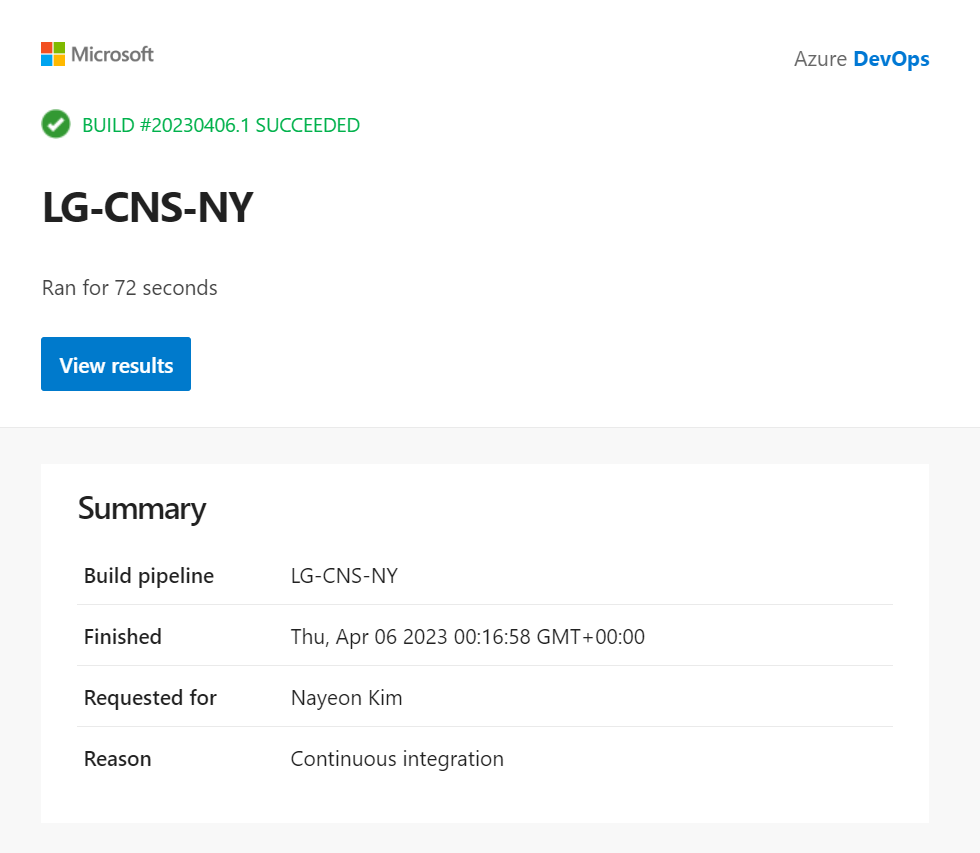 Microsoft
Azure DevOps
BUILD #20230406.1 SUCCEEDED
LG-CNS-NY
Ran for 72 seconds
View results
Summary
Build pipeline LG-CNS-NY
Finished Thu, Apr 06 2023 00:16:58 GMT+00:00
Requested for Nayeon Kim
Reason Continuous integration